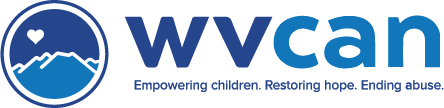 wvcan
Empowering children. Restoring hope. Ending abuse.